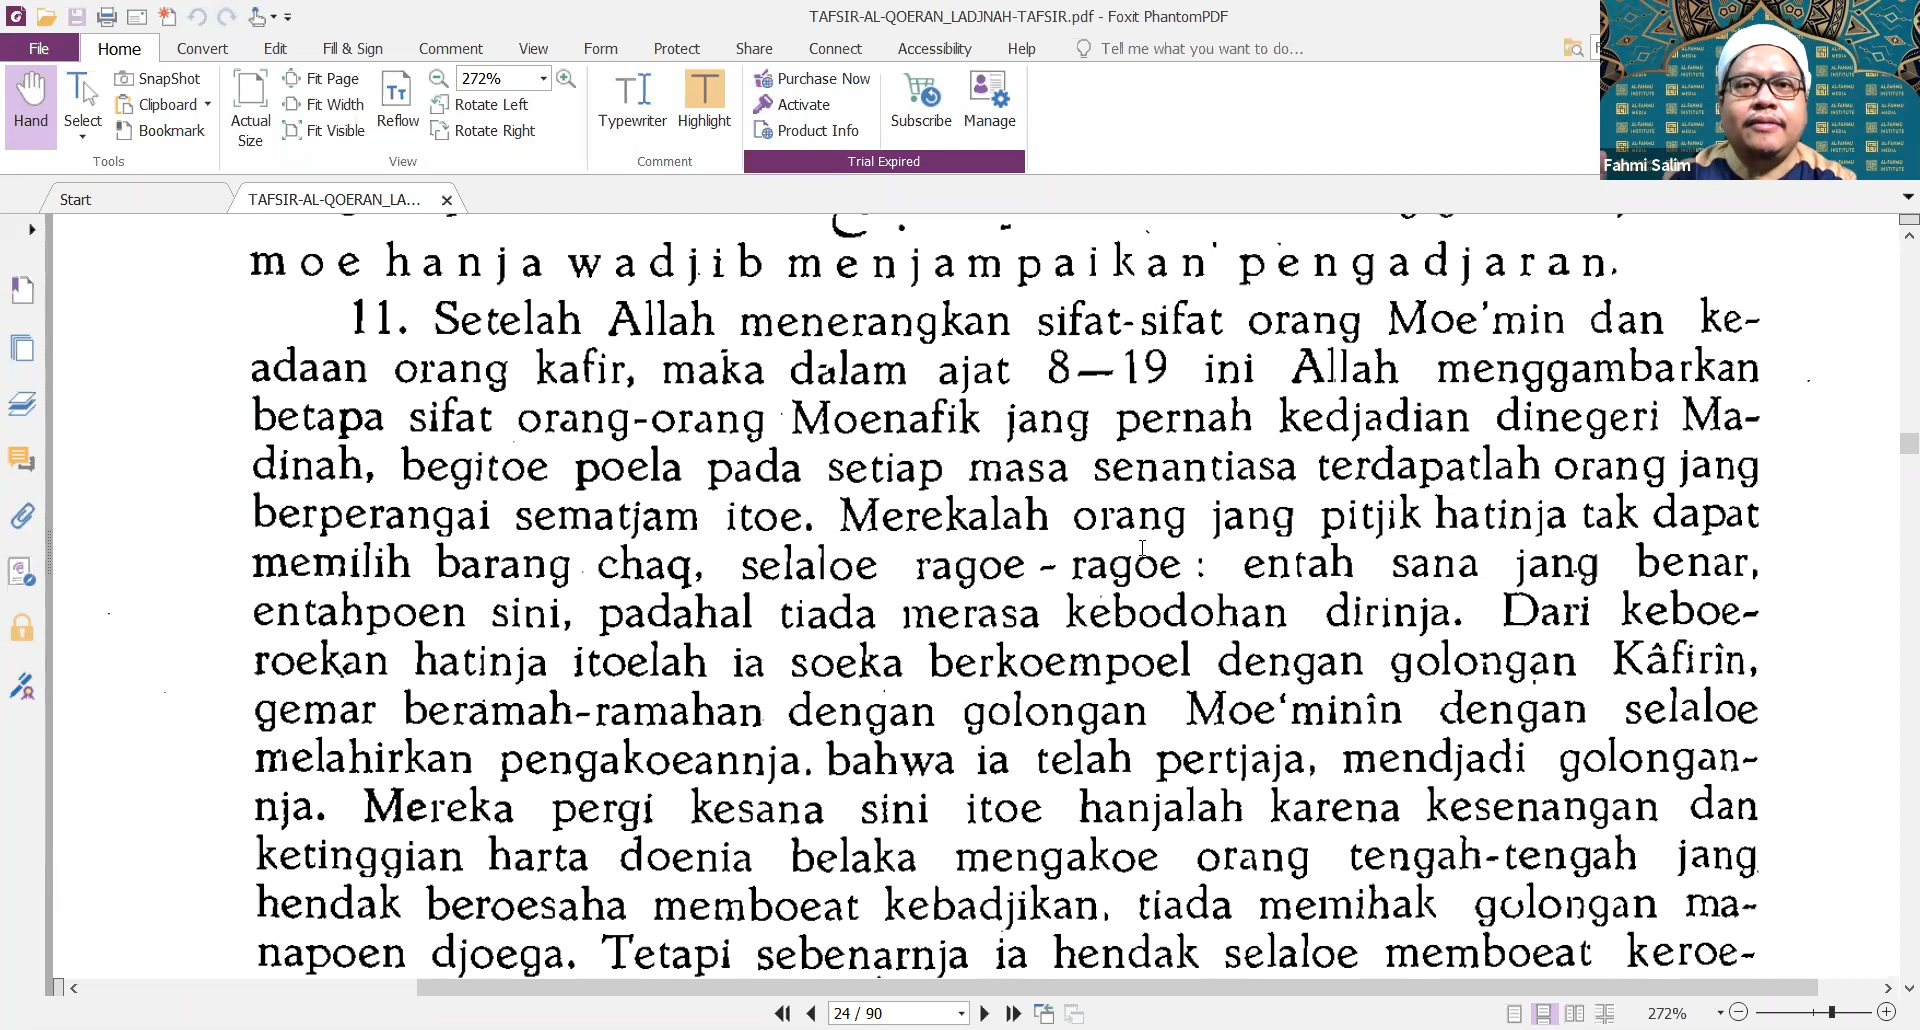 TAFSIR-AL-QOERAN_LADJNAH-TAFSIR.pdf - Foxit PhantomPDF
File Home Convert Edit Fill & Sign Comment View Form Protect Share Connect Accessibility Help Tell me what you want to do...
Hand
Select
SnapShot
Clipboard
Bookmark
Tools
Actual
Size
Fit Page
Fit Width
Fit Visible
Reflow
272%
Rotate Left
Rotate Right
View
Typewriter
Highlight
Comment
Purchase Now
Activate
Product Info
Subscribe
Manage
Trial Expired
Fahmi Salim
Start
TAFSIR-AL-QOERAN_LA...
moe hanja wadjib menjampaikan pengadjaran.
11. Setelah Allah menerangkan sifat-sifat orang Moe'min dan ke-
adaan orang kafir, maka dalam ajat 8—19 ini Allah menggambarkan
betapa sifat orang-orang Moenafik jang pernah kedjadian dinegeri Ma-
dinah, begitoe poela pada setiap masa senantiasa terdapatlah orang jang
berperangai sematjam itoe. Merekalah orang jang pitjik hatinja tak dapat
memilih barang chaq, selaloe ragoe - ragoe : entah sana jang benar,
entahpoen sini, padahal tiada merasa kebodohan dirinja. Dari keboe-
roekan hatinja itoelah ia soeka berkoempoel dengan golongan Kâfirîn,
gemar beramah-ramahan dengan golongan Moe'minîn dengan selaloe
melahirkan pengakoeannja. bahwa ia telah pertjaja, mendjadi golongan-
nja. Mereka pergi kesana sini itoe hanjalah karena kesenangan dan
ketinggian harta doenia belaka mengakoe orang tengah-tengah jang
hendak beroesaha memboeat kebadjikan, tiada memihak golongan ma-
napoen djoega. Tetapi sebenarnja ia hendak selaloe memboeat keroe-
24 / 90
272%